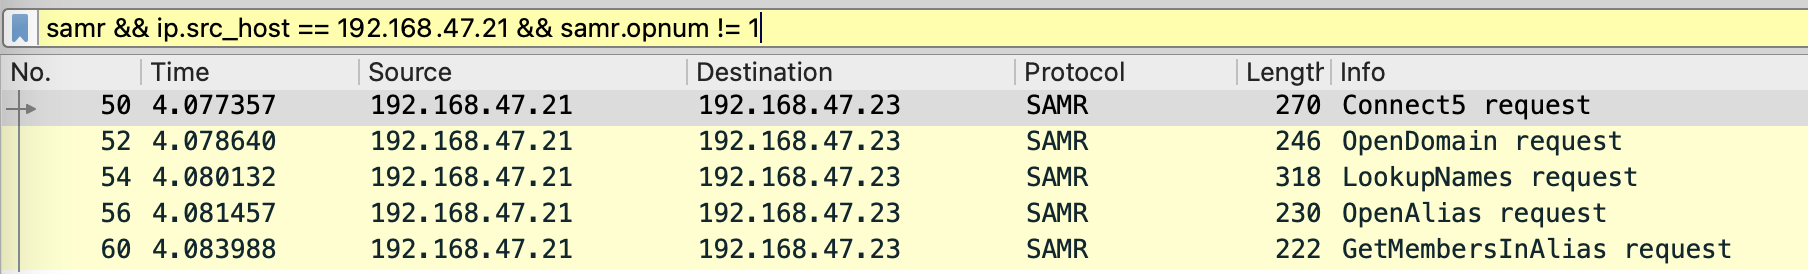 samr && ip.src_host == 192.168.47.21 && samr.opnum != 1
No. Time Source Destination Protocol Length Info
50 4.077357 192.168.47.21 192.168.47.23 SAMR 270 Connect5 request
52 4.078640 192.168.47.21 192.168.47.23 SAMR 246 OpenDomain request
54 4.080132 192.168.47.21 192.168.47.23 SAMR 318 LookupNames request
56 4.081457 192.168.47.21 192.168.47.23 SAMR 230 OpenAlias request
60 4.083988 192.168.47.21 192.168.47.23 SAMR 222 GetMembersInAlias request